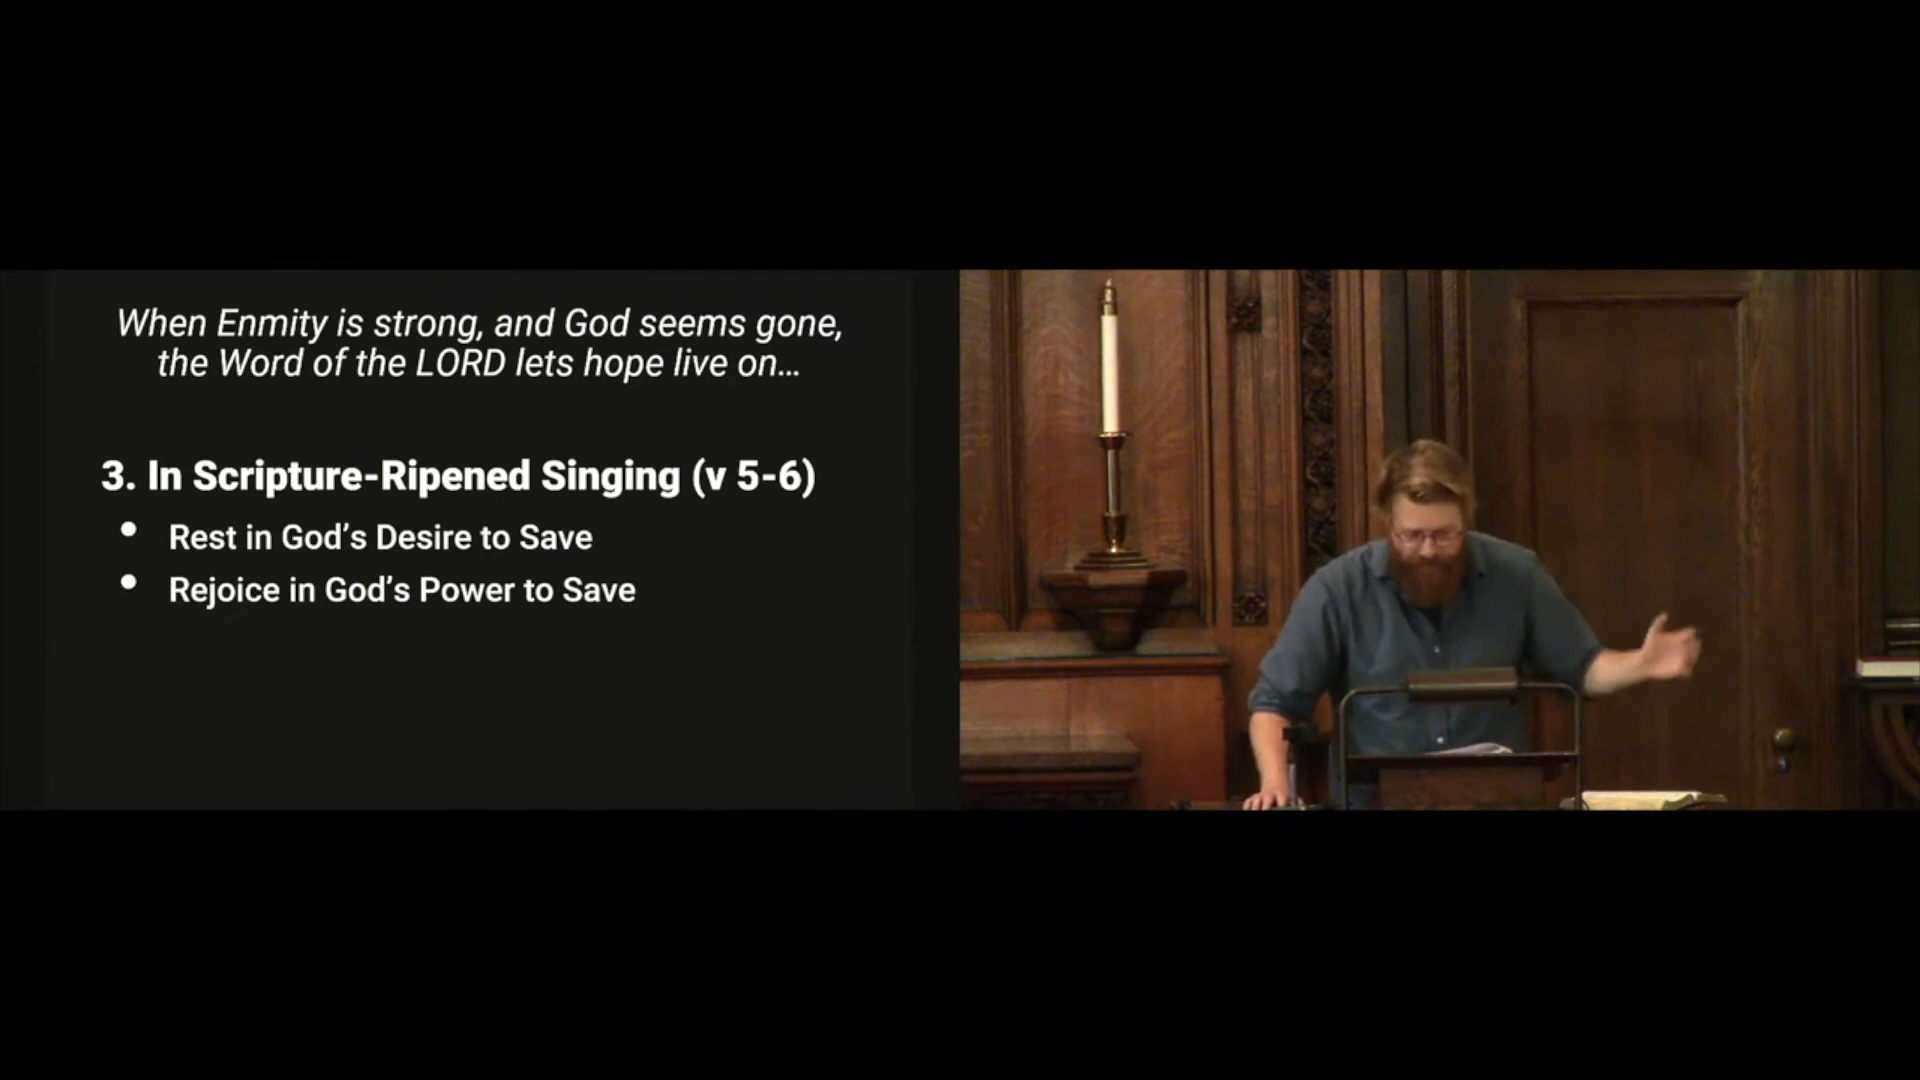 When Enmity is strong, and God seems gone,
the Word of the LORD lets hope live on...
3. In Scripture-Ripened Singing (v 5-6)
• Rest in God's Desire to Save
• Rejoice in God's Power to Save